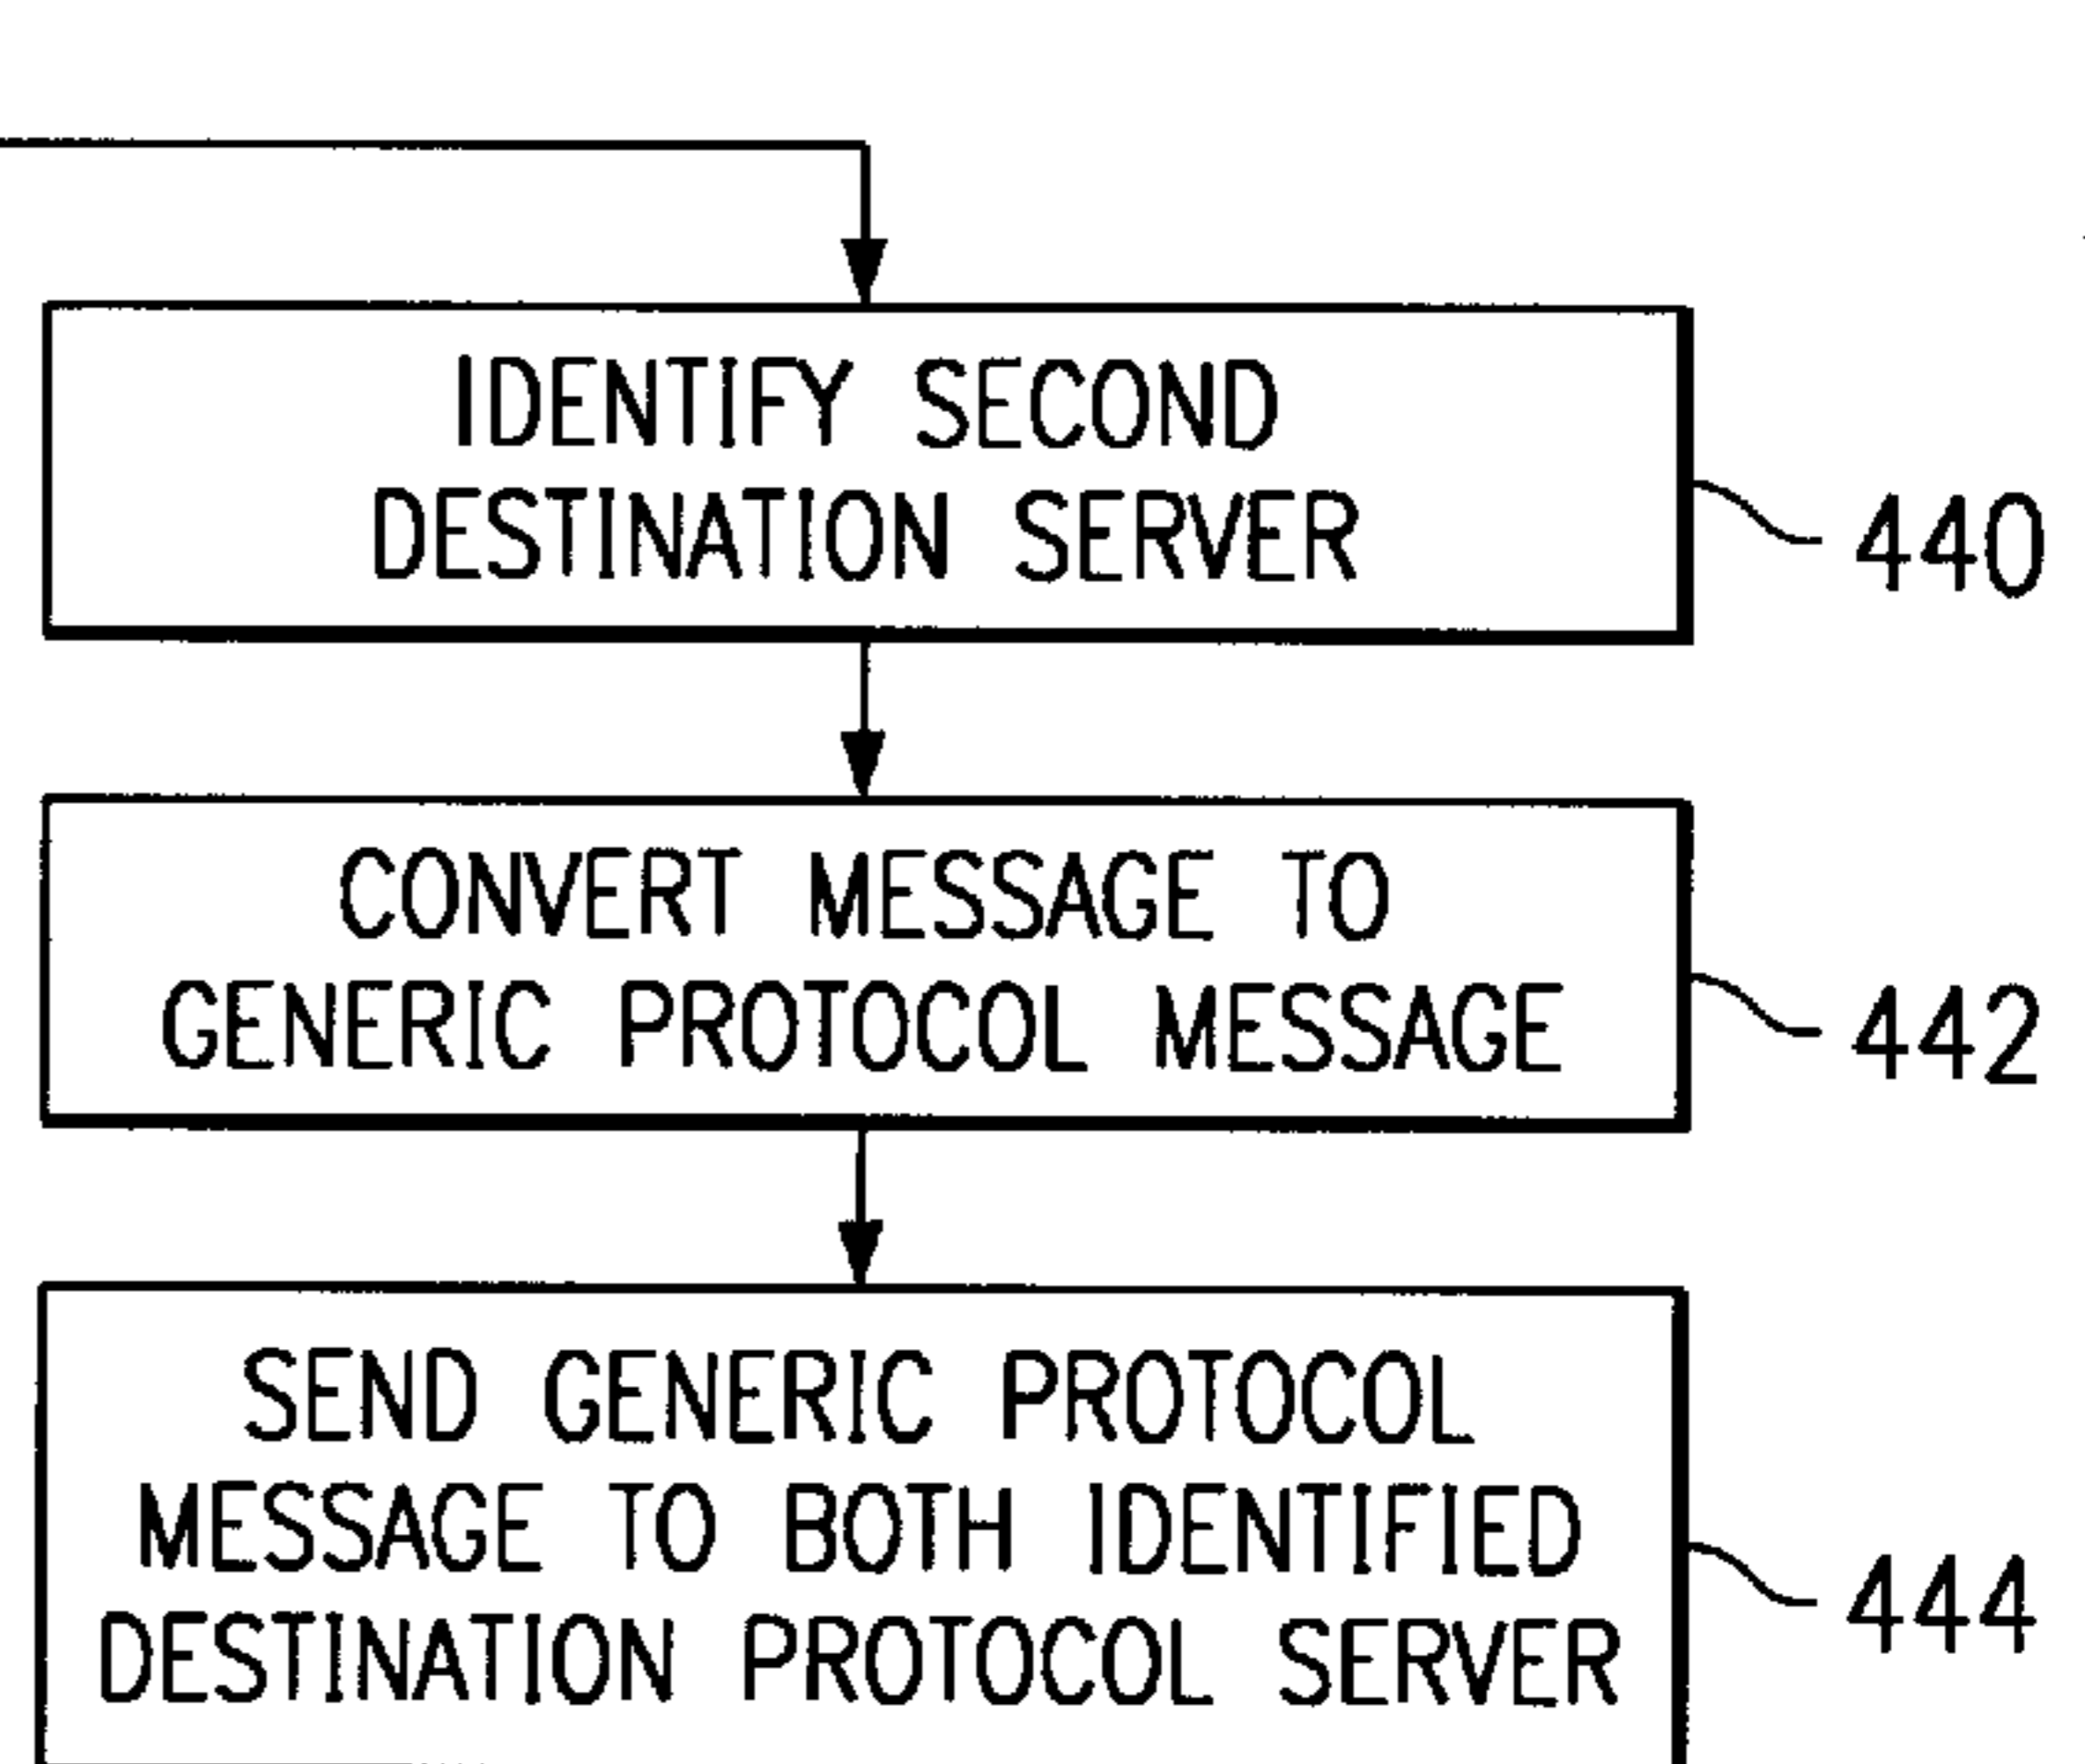 IDENTIFY SECOND
DESTINATION SERVER
440
CONVERT MESSAGE TO
GENERIC PROTOCOL MESSAGE
442
SEND GENERIC PROTOCOL
MESSAGE TO BOTH IDENTIFIED
DESTINATION PROTOCOL SERVER
444